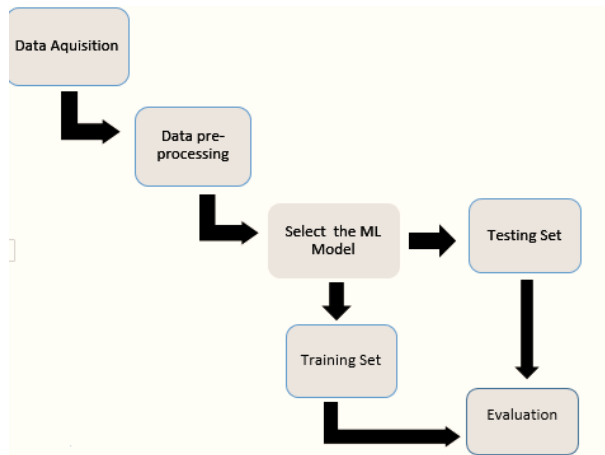 Data Aquisition
Data pre-
processing
Select the ML
Model
Testing Set
Training Set
Evaluation